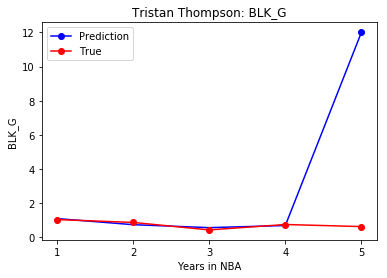 Tristan Thompson: BLK_G
Prediction
True
12
10
8
6
4
2
0
BLK_G
1 2 3 4 5
Years in NBA